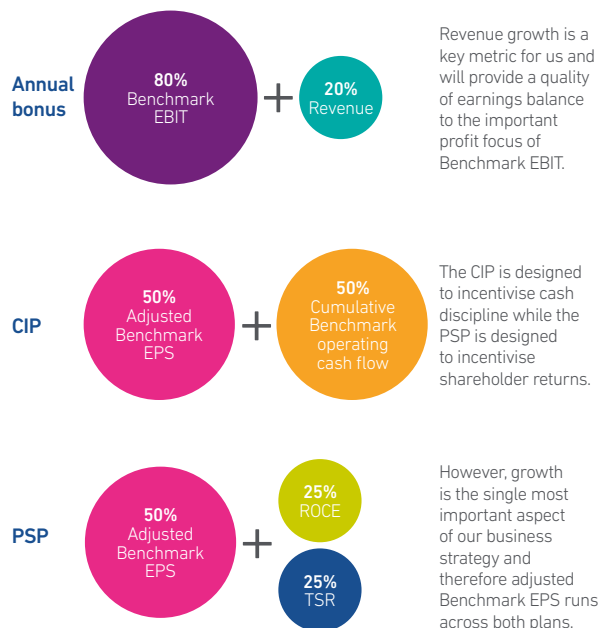 Annual
bonus
80%
Benchmark
EBIT
+
20%
Revenue
Revenue growth is a
key metric for us and
will provide a quality
of earnings balance
to the important
profit focus of
Benchmark EBIT.
CIP
50%
Adjusted
Benchmark
EPS
+
50%
Cumulative
Benchmark
operating
cash flow
The CIP is designed
to incentivise cash
discipline while the
PSP is designed
to incentivise
shareholder returns.
PSP
50%
Adjusted
Benchmark
EPS
+
25%
ROCE
25%
TSR
However, growth
is the single most
important aspect
of our business
strategy and
therefore adjusted
Benchmark EPS runs
across both plans.